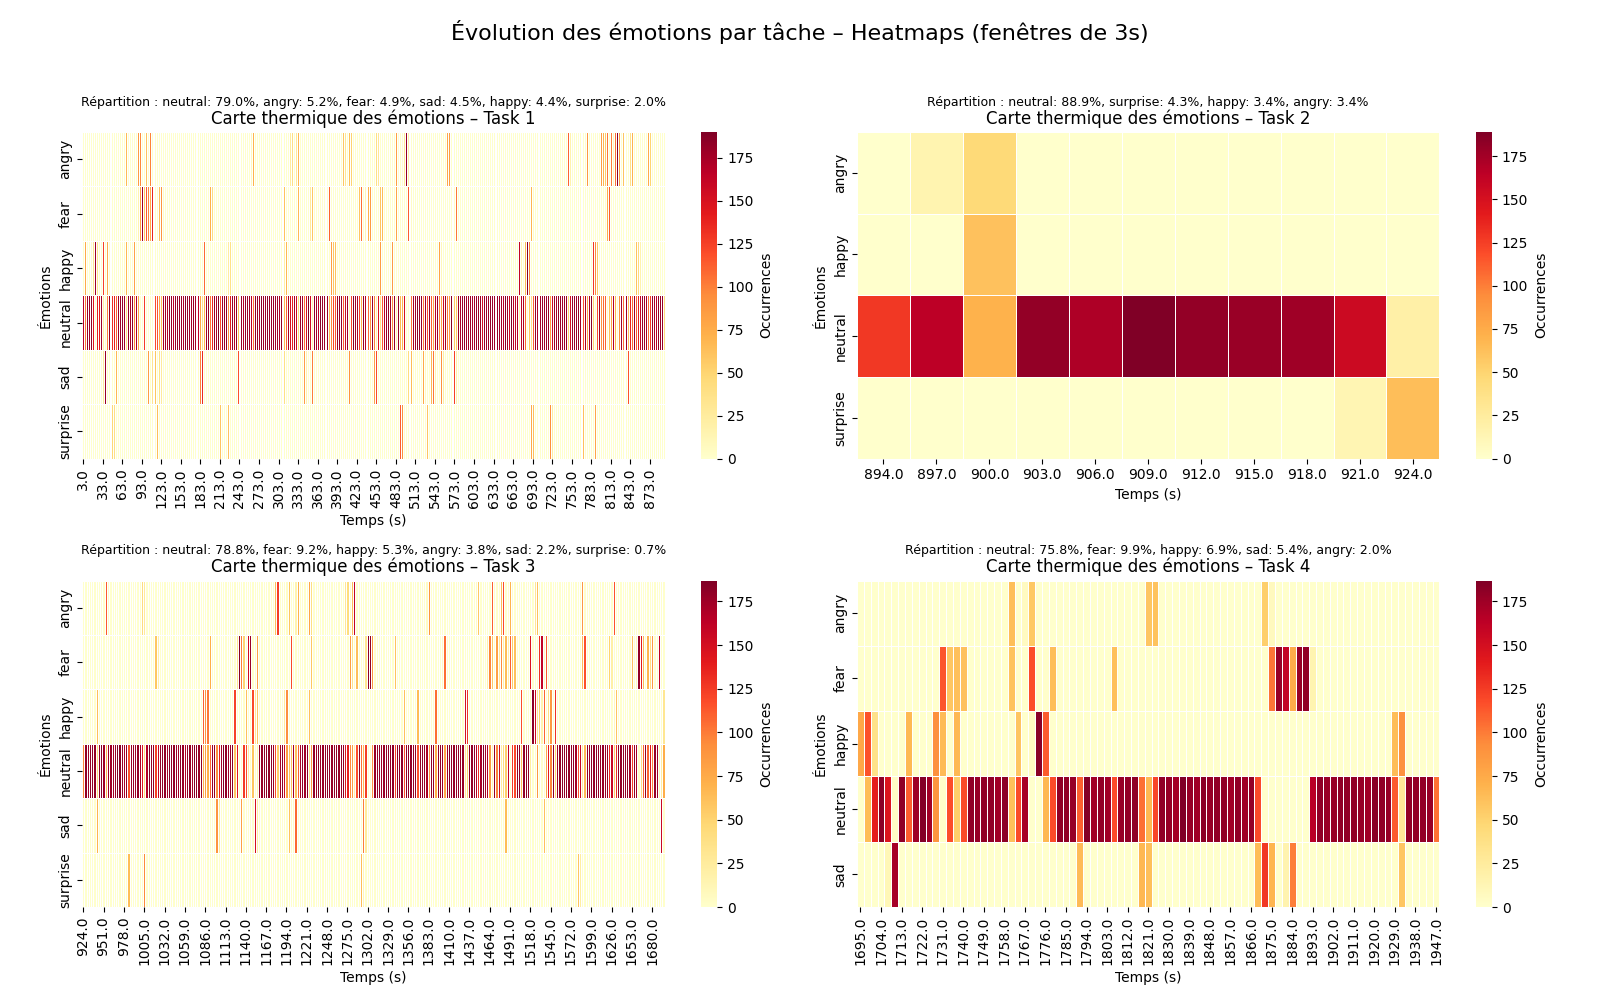 Évolution des émotions par tâche – Heatmaps (fenêtres de 3s)
Répartition : neutral: 79.0%, angry: 5.2%, fear: 4.9%, sad: 4.5%, happy: 4.4%, surprise: 2.0%
Carte thermique des émotions – Task 1
Émotions
angry
fear
happy
neutral
sad
surprise
3.0 33.0 63.0 93.0 123.0 153.0 183.0 213.0 243.0 273.0 303.0 333.0 363.0 393.0 423.0 453.0 483.0 513.0 543.0 573.0 603.0 633.0 663.0 693.0 723.0 753.0 783.0 813.0 843.0 873.0
Temps (s)
175
150
125
100
75
50
25
0
Occurrences
Répartition : neutral: 88.9%, surprise: 4.3%, happy: 3.4%, angry: 3.4%
Carte thermique des émotions – Task 2
Émotions
angry
happy
neutral
surprise
894.0 897.0 900.0 903.0 906.0 909.0 912.0 915.0 918.0 921.0 924.0
Temps (s)
175
150
125
100
75
50
25
0
Occurrences
Répartition : neutral: 78.8%, fear: 9.2%, happy: 5.3%, angry: 3.8%, sad: 2.2%, surprise: 0.7%
Carte thermique des émotions – Task 3
Émotions
angry
fear
happy
neutral
sad
surprise
924.0 951.0 978.0 1005.0 1032.0 1059.0 1086.0 1113.0 1140.0 1167.0 1194.0 1221.0 1248.0 1275.0 1302.0 1329.0 1356.0 1383.0 1410.0 1437.0 1464.0 1491.0 1518.0 1545.0 1572.0 1599.0 1626.0 1653.0 1680.0
Temps (s)
175
150
125
100
75
50
25
0
Occurrences
Répartition : neutral: 75.8%, fear: 9.9%, happy: 6.9%, sad: 5.4%, angry: 2.0%
Carte thermique des émotions – Task 4
Émotions
angry
fear
happy
neutral
sad
1695.0 1704.0 1713.0 1722.0 1731.0 1740.0 1749.0 1758.0 1767.0 1776.0 1785.0 1794.0 1803.0 1812.0 1821.0 1830.0 1839.0 1848.0 1857.0 1866.0 1875.0 1884.0 1893.0 1902.0 1911.0 1920.0 1929.0 1938.0 1947.0
Temps (s)
175
150
125
100
75
50
25
0
Occurrences